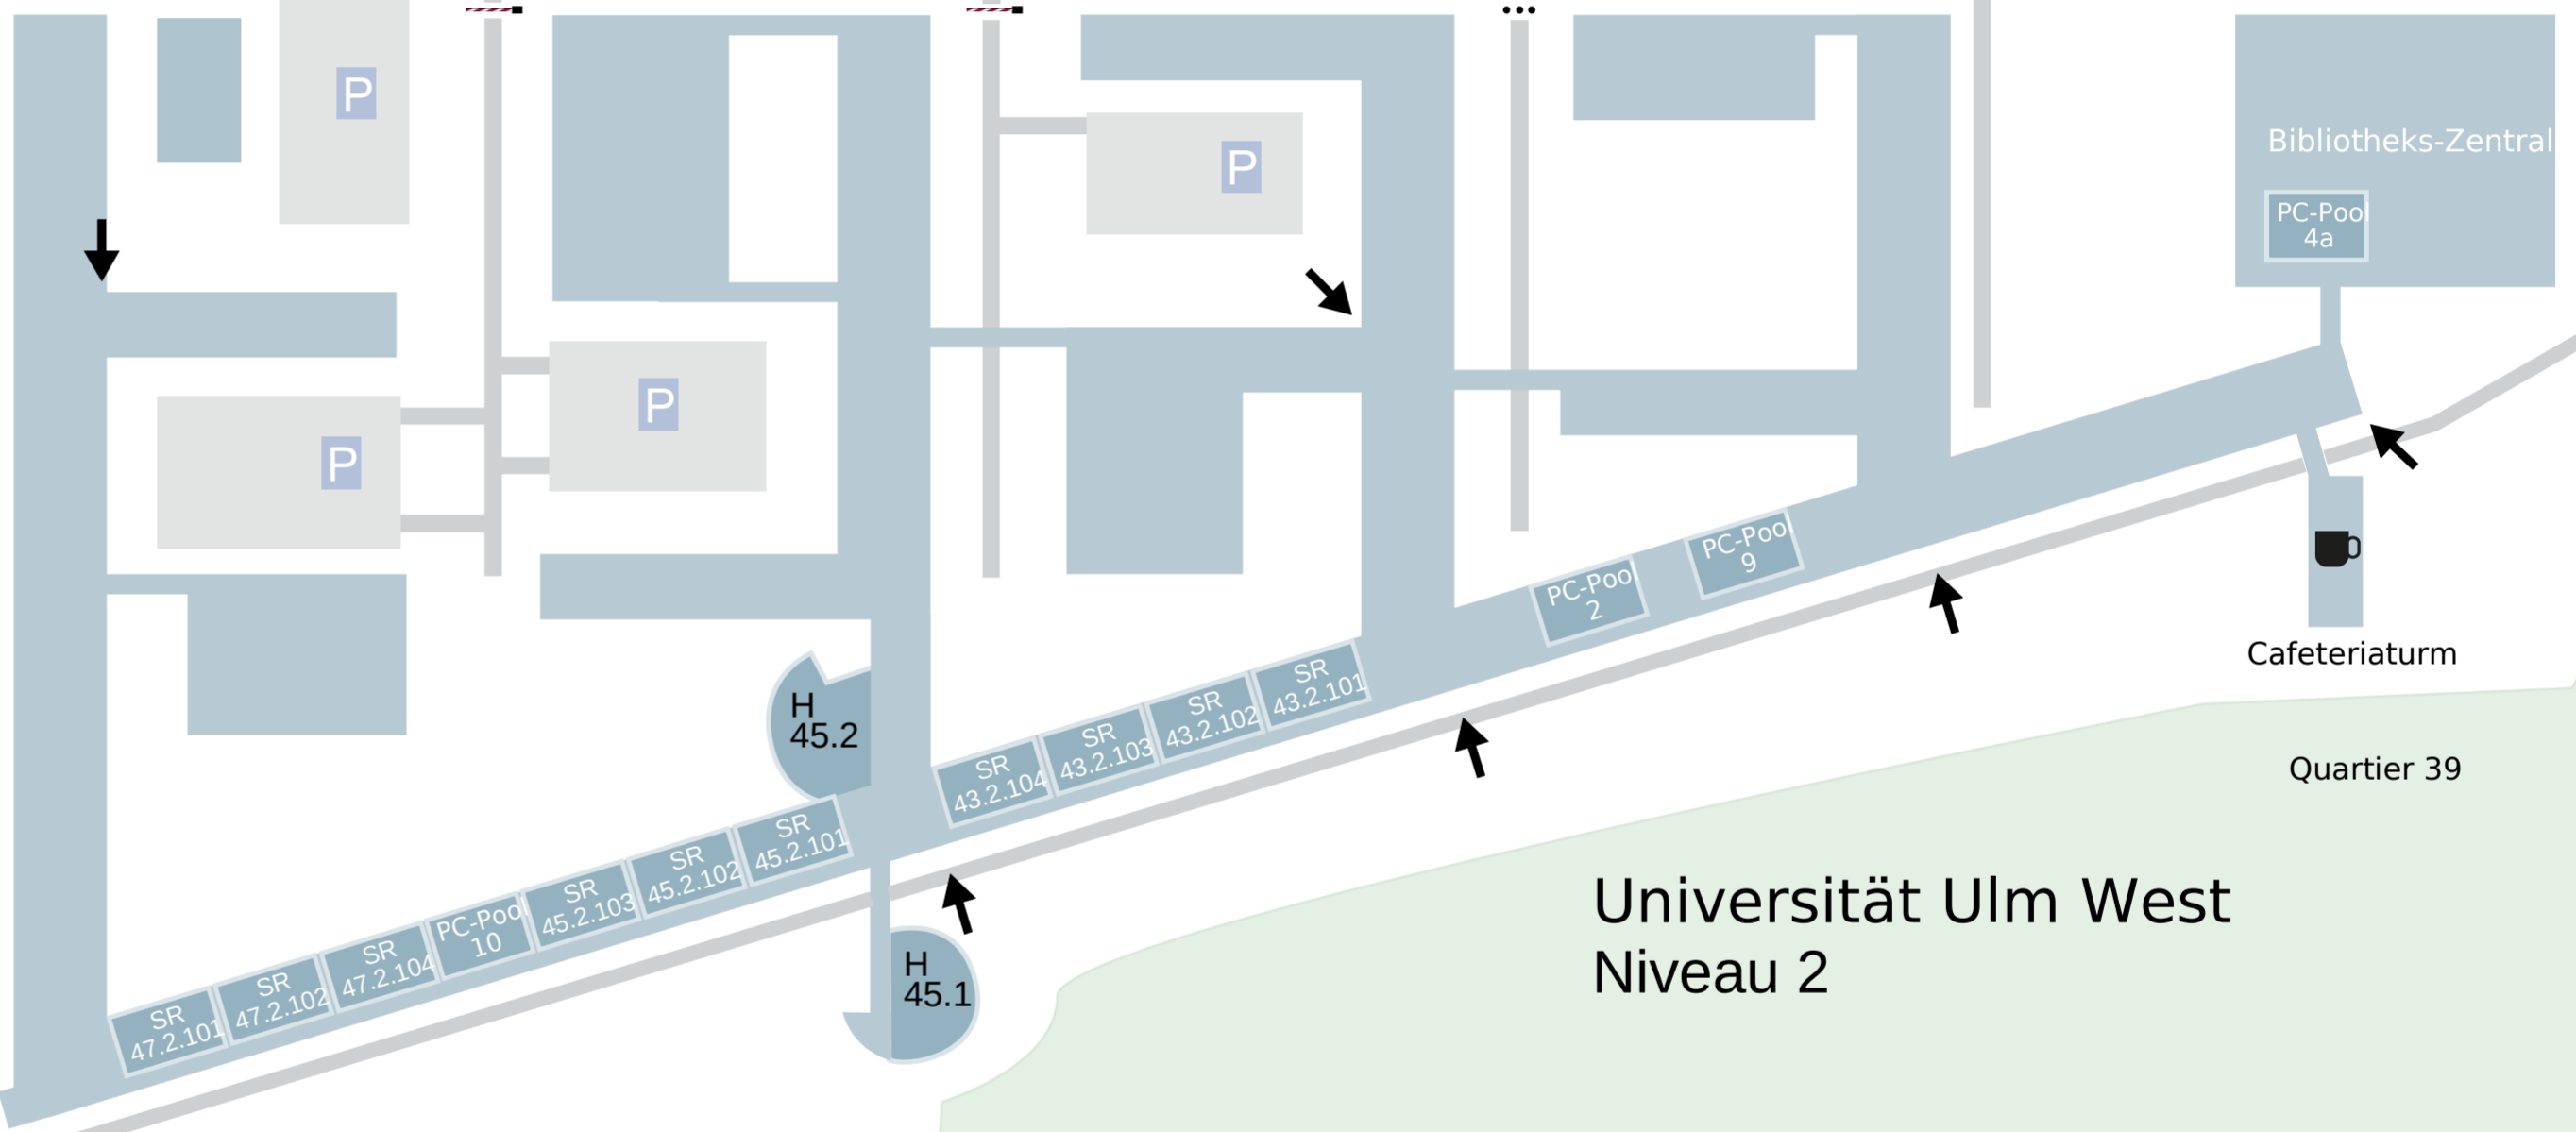 P
P
Bibliotheks-Zentral
PC-Pool
4a
P
P
PC-Pool
9
PC-Pool
2
Cafeteriaturm
SR
43.2.101
SR
43.2.102
SR
43.2.103
SR
43.2.104
H
45.2
Quartier 39
SR
45.2.101
SR
45.2.102
SR
45.2.103
PC-Pool
10
SR
47.2.104
SR
47.2.102
SR
47.2.101
H
45.1
Universität Ulm West
Niveau 2